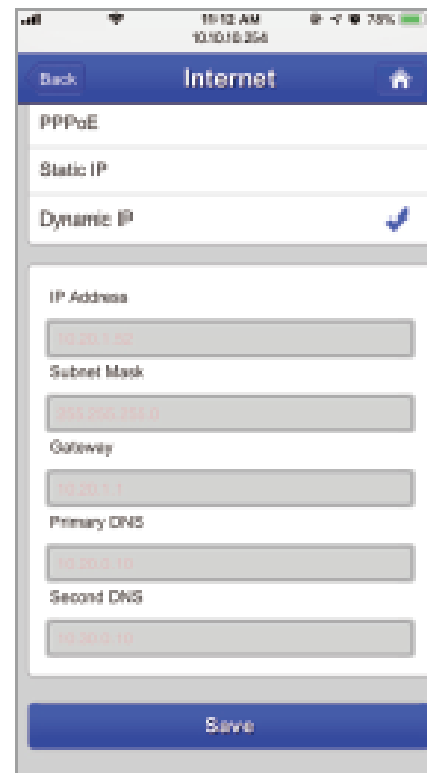 11:12 AM
78%
10.10.10.254
Back
Internet
PPPoE
Static IP
Dynamic IP
IP Address
10.20.1.52
Subnet Mask
255.255.255.0
Gateway
10.20.1.1
Primary DNS
10.20.0.10
Second DNS
10.30.0.10
Save